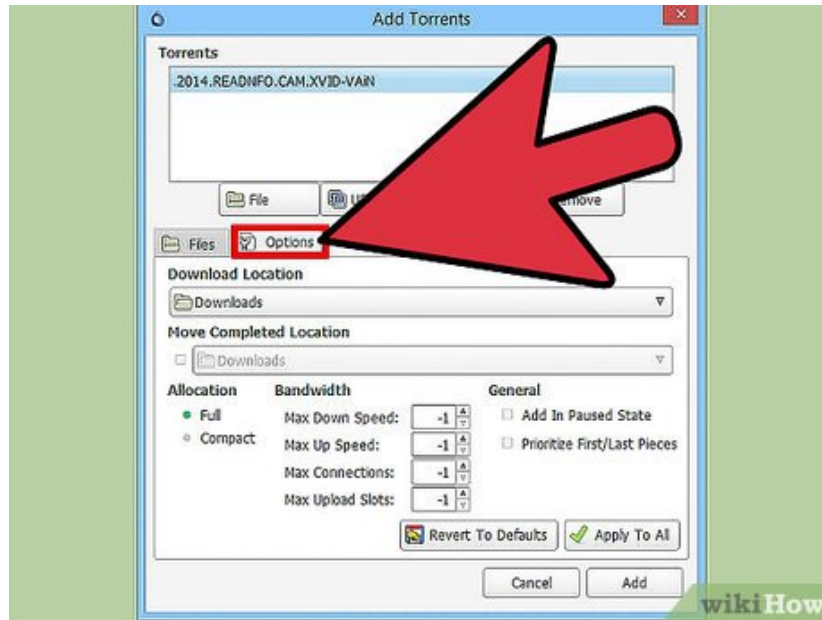 Add Torrents
Torrents
.2014.READNFO.CAM.XVID-VAiN
File
Files
Options
Download Location
Downloads
Move Completed Location
Downloads
Allocation Bandwidth General
Full Max Down Speed: -1 Add In Paused State
Compact Max Up Speed: -1 Prioritize First/Last Pieces
Max Connections: -1
Max Upload Slots: -1
Revert To Defaults Apply To All
Cancel Add
wikiHow